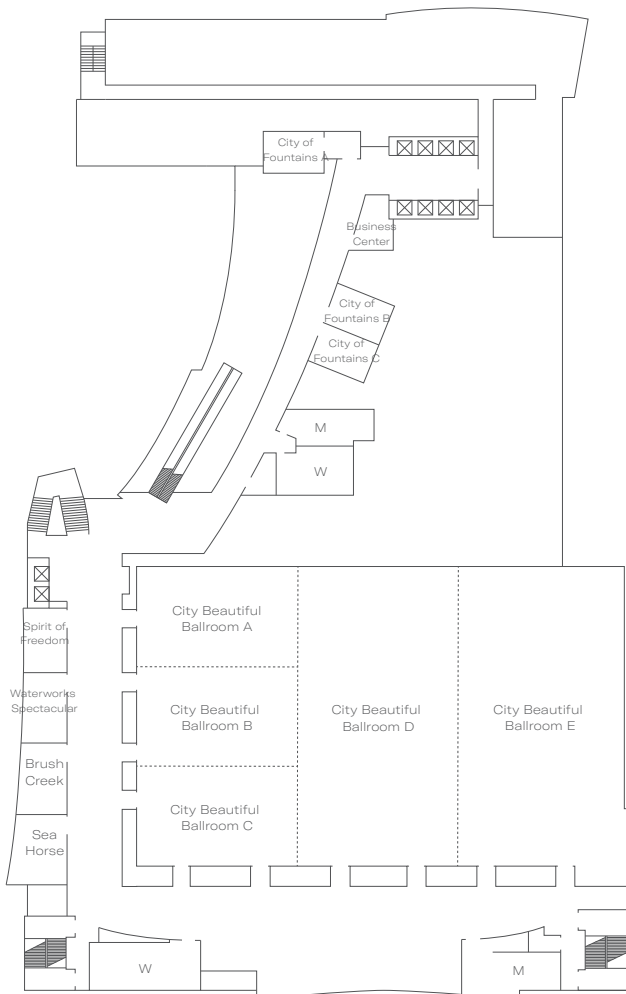 City of
Fountains A
Business
Center
City of
Fountains B
City of
Fountains C
M
W
City Beautiful
Ballroom A
Spirit of
Freedom
Waterworks
Spectacular
City Beautiful
Ballroom B
City Beautiful
Ballroom D
City Beautiful
Ballroom E
Brush
Creek
City Beautiful
Ballroom C
Sea
Horse
W
M